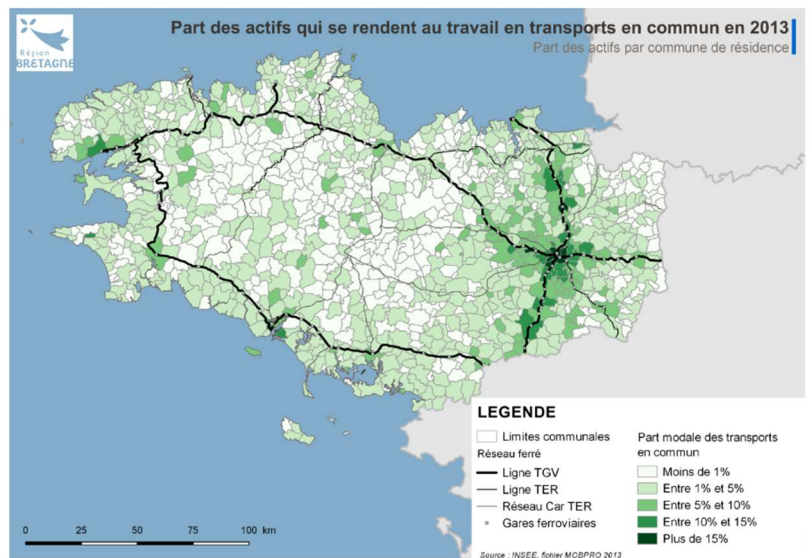 Région
BRETAGNE
Part des actifs qui se rendent au travail en transports en commun en 2013
Part des actifs par commune de résidence
LEGENDE
Limites communales
Réseau ferré
Ligne TGV
Ligne TER
Réseau Car TER
Gares ferroviaires
Part modale des transports
en commun
Moins de 1%
Entre 1% et 5%
Entre 5% et 10%
Entre 10% et 15%
Plus de 15%
0 25 50 75 100 km
Source : INSEE, fichier MOBPRO 2013